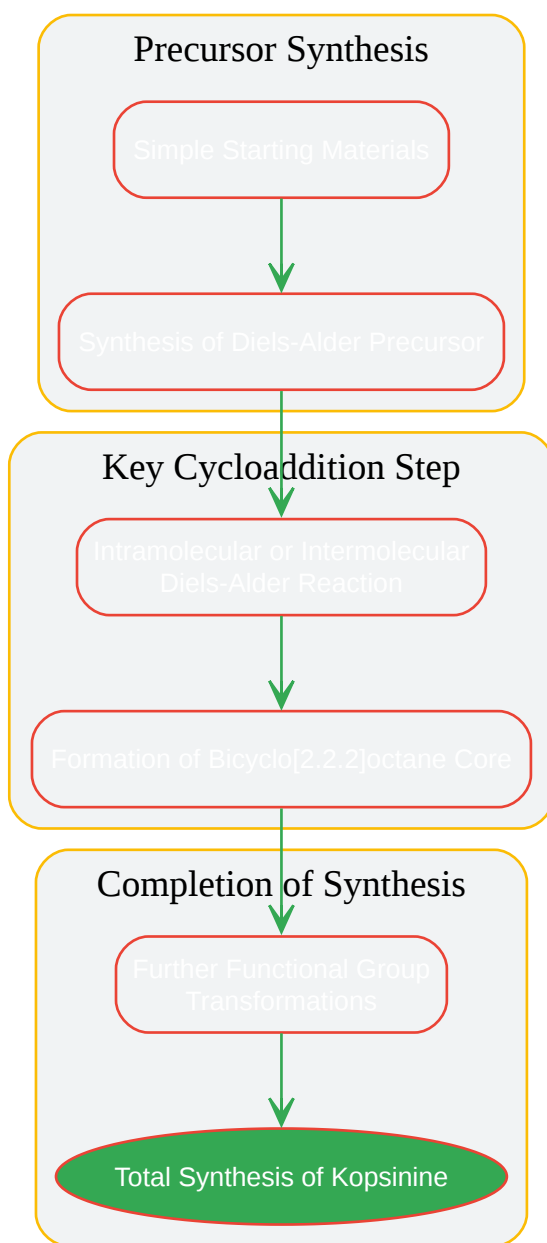 Precursor Synthesis
Simple Starting Materials
Synthesis of Diels-Alder Precursor
Key Cycloaddition Step
Intramolecular or Intermolecular
Diels-Alder Reaction
Formation of Bicyclo[2.2.2]octane Core
Completion of Synthesis
Further Functional Group
Transformations
Total Synthesis of Kopsinine